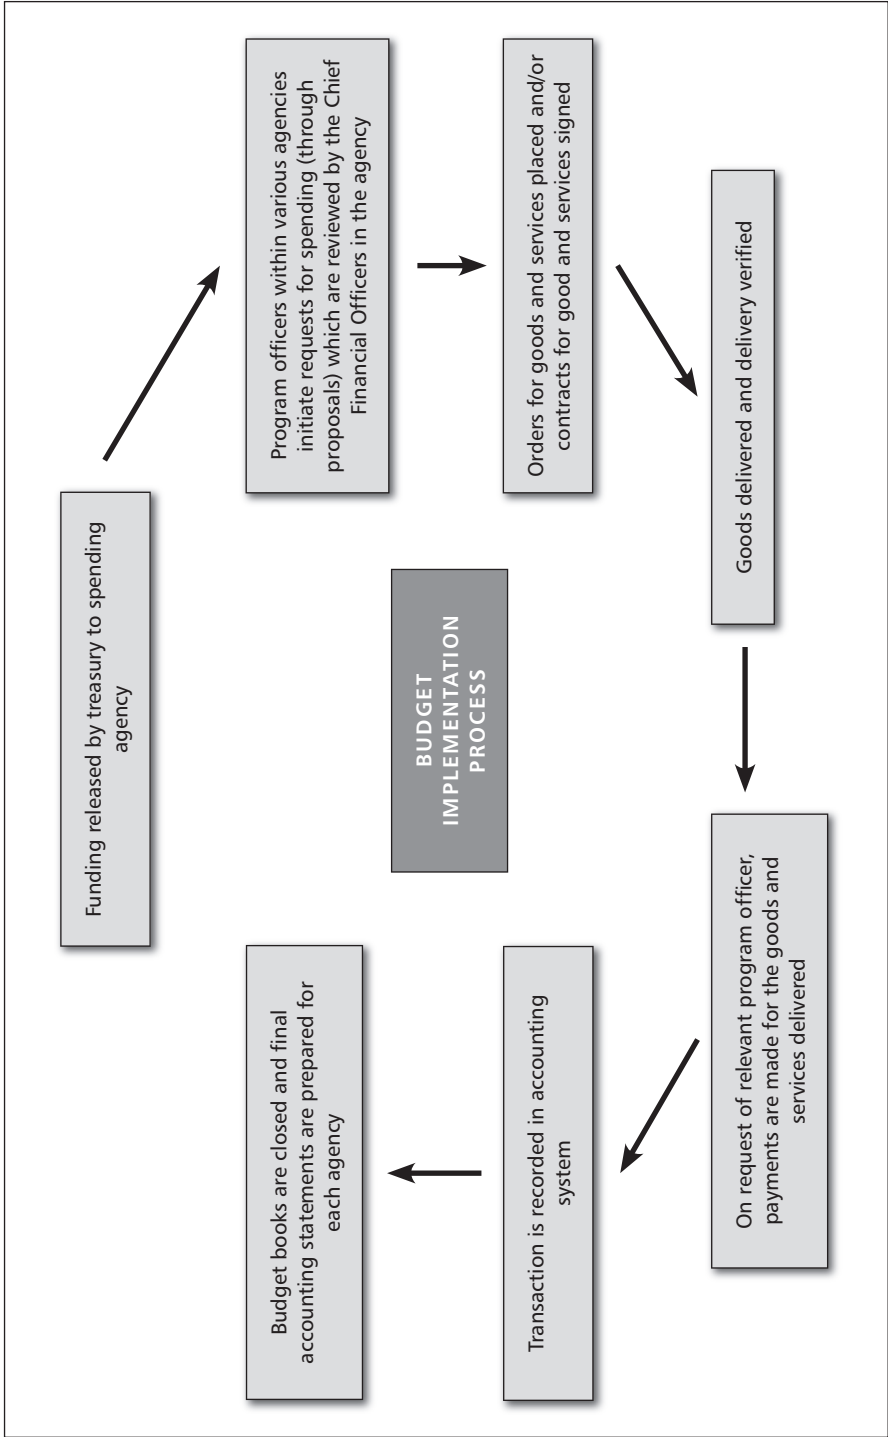 Funding released by treasury to spending
agency
Program officers within various agencies
initiate requests for spending (through
proposals) which are reviewed by the Chief
Financial Officers in the agency
Orders for goods and services placed and/or
contracts for good and services signed
Goods delivered and delivery verified
On request of relevant program officer,
payments are made for the goods and
services delivered
Transaction is recorded in accounting
system
Budget books are closed and final
accounting statements are prepared for
each agency
BUDGET
IMPLEMENTATION
PROCESS